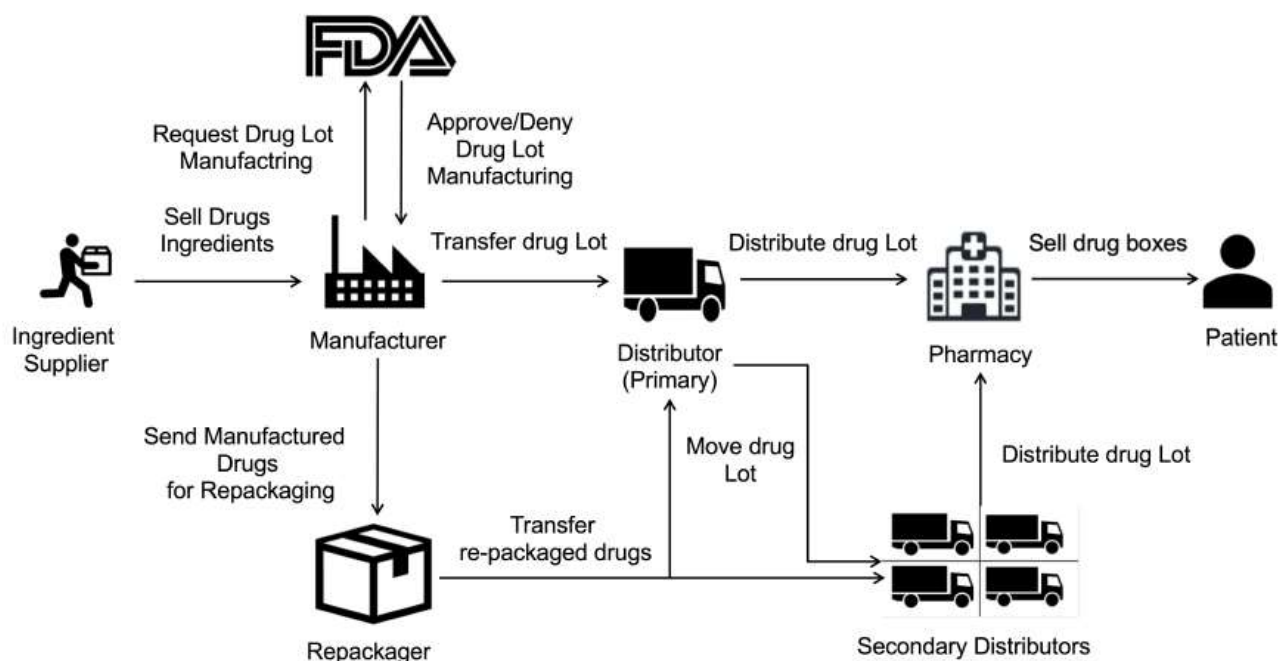 FDA
Request Drug Lot
Manufactring
Approve/Deny
Drug Lot
Manufacturing
Sell Drugs
Ingredients
Transfer drug Lot
Distribute drug Lot
Sell drug boxes
Ingredient
Supplier
Manufacturer
Distributor
(Primary)
Pharmacy
Patient
Send Manufactured
Drugs
for Repackaging
Move drug
Lot
Distribute drug Lot
Transfer
re-packaged drugs
Repackager
Secondary Distributors